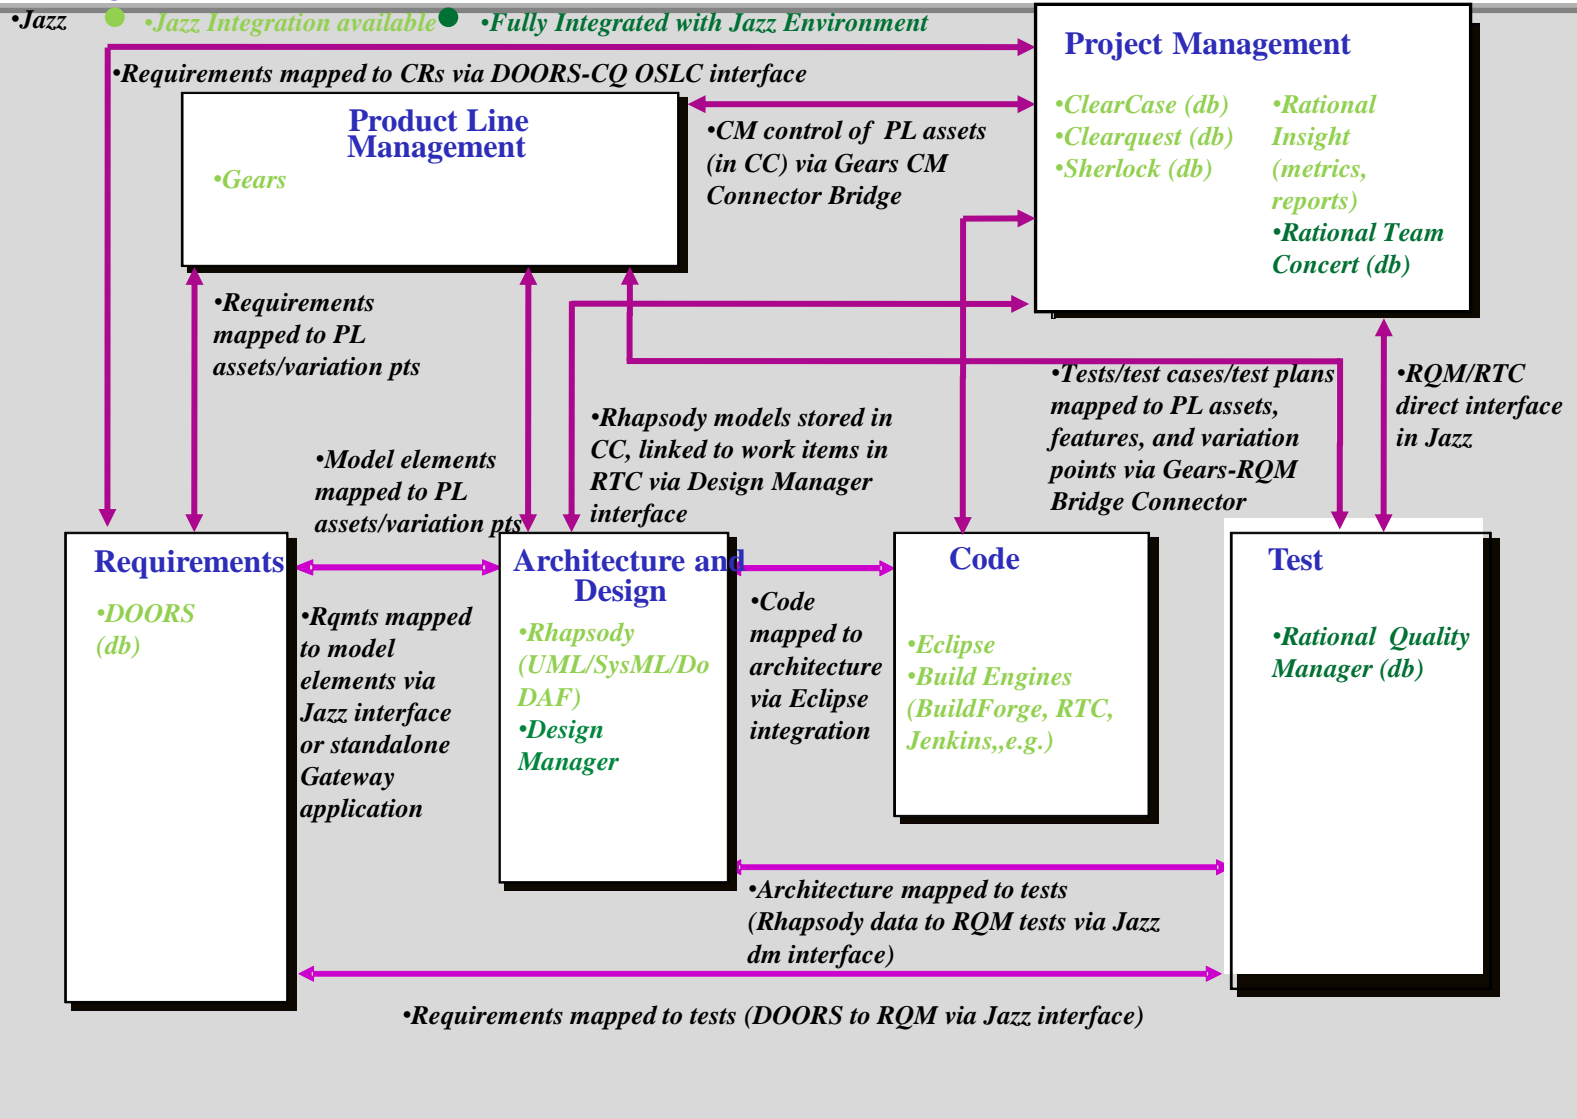 •Jazz
•Jazz Integration available
•Fully Integrated with Jazz Environment
•Requirements mapped to CRs via DOORS-CQ OSLC interface
Project Management
•ClearCase (db)
•Clearquest (db)
•Sherlock (db)
•Rational
Insight
(metrics,
reports)
•Rational Team
Concert (db)
Product Line
Management
•Gears
•CM control of PL assets
(in CC) via Gears CM
Connector Bridge
•Requirements
mapped to PL
assets/variation pts
•Model elements
mapped to PL
assets/variation pts
•Rhapsody models stored in
CC, linked to work items in
RTC via Design Manager
interface
•Tests/test cases/test plans
mapped to PL assets,
features, and variation
points via Gears-RQM
Bridge Connector
•RQM/RTC
direct interface
in Jazz
Requirements
•DOORS
(db)
•Rqmts mapped
to model
elements via
Jazz interface
or standalone
Gateway
application
Architecture and
Design
•Rhapsody
(UML/SysML/Do
DAF)
•Design
Manager
•Code
mapped to
architecture
via Eclipse
integration
Code
•Eclipse
•Build Engines
(BuildForge, RTC,
Jenkins,,e.g.)
Test
•Rational Quality
Manager (db)
•Architecture mapped to tests
(Rhapsody data to RQM tests via Jazz
dm interface)
•Requirements mapped to tests (DOORS to RQM via Jazz interface)